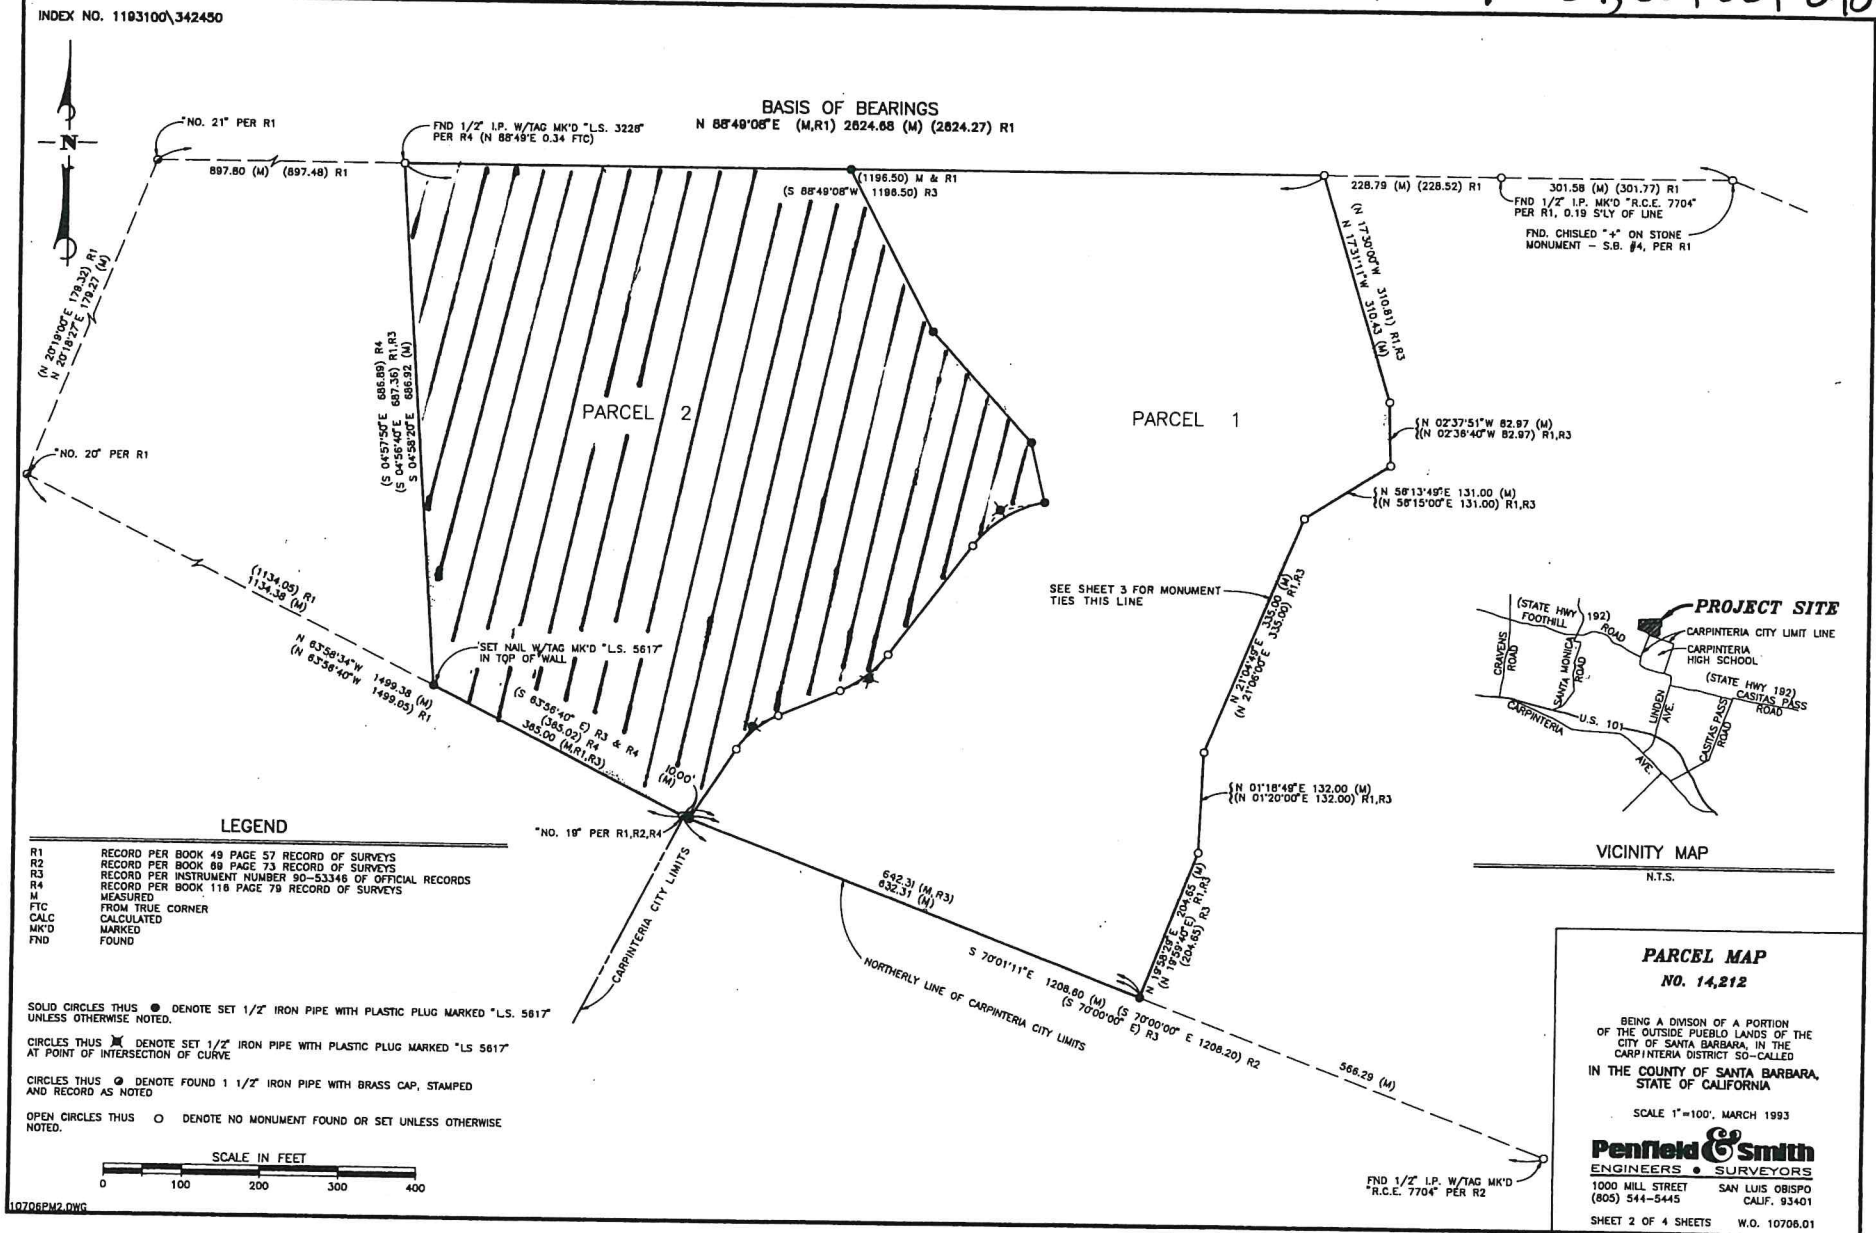 INDEX NO. 1193100\342450
BASIS OF BEARINGS
N 88°49'08"E (M,R1) 2624.68 (M) (2624.27) R1
N
"NO. 21" PER R1
FND 1/2" I.P. W/TAG MK'D "L.S. 3228"
PER R4 (N 88°49'E 0.34 FTC)
897.80 (M) (897.48) R1
(1196.50) M & R1
(S 88°49'08"W 1196.50) R3
228.79 (M) (228.52) R1
301.58 (M) (301.77) R1
FND 1/2" I.P. MK'D "R.C.E. 7704"
PER R1, 0.19 S'LY OF LINE
FND. CHISLED "+" ON STONE
MONUMENT - S.B. #4, PER R1
(N 20°19'00"E 179.32) R1
N 20°18'27"E 179.27 (M)
(N 17°30'00"W 310.81) R1,R3
N 17°31'11"W 310.43 (M)
(S 04°57'50"E 686.89) R4
(S 04°56'40"E 687.36) R1,R3
S 04°58'20"E 686.92 (M)
PARCEL 2
PARCEL 1
N 02°37'51"W 82.97 (M)
(N 02°36'40"W 82.97) R1,R3
"NO. 20" PER R1
N 56°13'49"E 131.00 (M)
(N 56°15'00"E 131.00) R1,R3
(1134.05) R1
1134.38 (M)
N 63°58'34"W 1499.38 (M)
(N 63°56'40"W 1499.05) R1
SEE SHEET 3 FOR MONUMENT
TIES THIS LINE
N 21°04'49"E 335.00 (M)
(N 21°06'00"E 335.00) R1,R3
SET NAIL W/TAG MK'D "L.S. 5617"
IN TOP OF WALL
(S 63°56'40" E) R3 & R4
(385.02) R4
385.00 (M,R1,R3)
10.00'
(M)
(STATE HWY 192)
FOOTHILL ROAD
PROJECT SITE
CARPINTERIA CITY LIMIT LINE
CARPINTERIA
HIGH SCHOOL
CRAVENS
ROAD
SANTA MONICA
ROAD
(STATE HWY 192)
CASITAS PASS
ROAD
LINDEN
AVE.
CASITAS PASS
ROAD
U.S. 101
CARPINTERIA AVE.
VICINITY MAP
N.T.S.
N 01°18'49"E 132.00 (M)
(N 01°20'00"E 132.00) R1,R3
"NO. 19" PER R1,R2,R4
N 19°58'29"E 204.65 (M)
(N 19°59'40"E) R1,R3
(204.65) R3
CARPINTERIA CITY LIMITS
642.31 (M,R3)
632.31 (M)
NORTHERLY LINE OF CARPINTERIA CITY LIMITS
S 70°01'11"E 1208.60 (M) (S 70°00'00" E 1208.20) R2
(S 70°00'00" E) R3
566.29 (M)
FND 1/2" I.P. W/TAG MK'D
"R.C.E. 7704" PER R2
LEGEND
R1 RECORD PER BOOK 49 PAGE 57 RECORD OF SURVEYS
R2 RECORD PER BOOK 89 PAGE 73 RECORD OF SURVEYS
R3 RECORD PER INSTRUMENT NUMBER 90-53346 OF OFFICIAL RECORDS
R4 RECORD PER BOOK 116 PAGE 79 RECORD OF SURVEYS
M MEASURED
FTC FROM TRUE CORNER
CALC CALCULATED
MK'D MARKED
FND FOUND
SOLID CIRCLES THUS DENOTE SET 1/2" IRON PIPE WITH PLASTIC PLUG MARKED "L.S. 5617"
UNLESS OTHERWISE NOTED.
CIRCLES THUS DENOTE SET 1/2" IRON PIPE WITH PLASTIC PLUG MARKED "LS 5617"
AT POINT OF INTERSECTION OF CURVE
CIRCLES THUS DENOTE FOUND 1 1/2" IRON PIPE WITH BRASS CAP, STAMPED
AND RECORD AS NOTED
OPEN CIRCLES THUS DENOTE NO MONUMENT FOUND OR SET UNLESS OTHERWISE
NOTED.
SCALE IN FEET
0 100 200 300 400
10706PM2.DWG
PARCEL MAP
NO. 14,212
BEING A DIVISON OF A PORTION
OF THE OUTSIDE PUEBLO LANDS OF THE
CITY OF SANTA BARBARA, IN THE
CARPINTERIA DISTRICT SO-CALLED
IN THE COUNTY OF SANTA BARBARA,
STATE OF CALIFORNIA
SCALE 1"=100', MARCH 1993
Penfield & Smith
ENGINEERS • SURVEYORS
1000 MILL STREET SAN LUIS OBISPO
(805) 544-5445 CALIF. 93401
SHEET 2 OF 4 SHEETS W.O. 10706.01